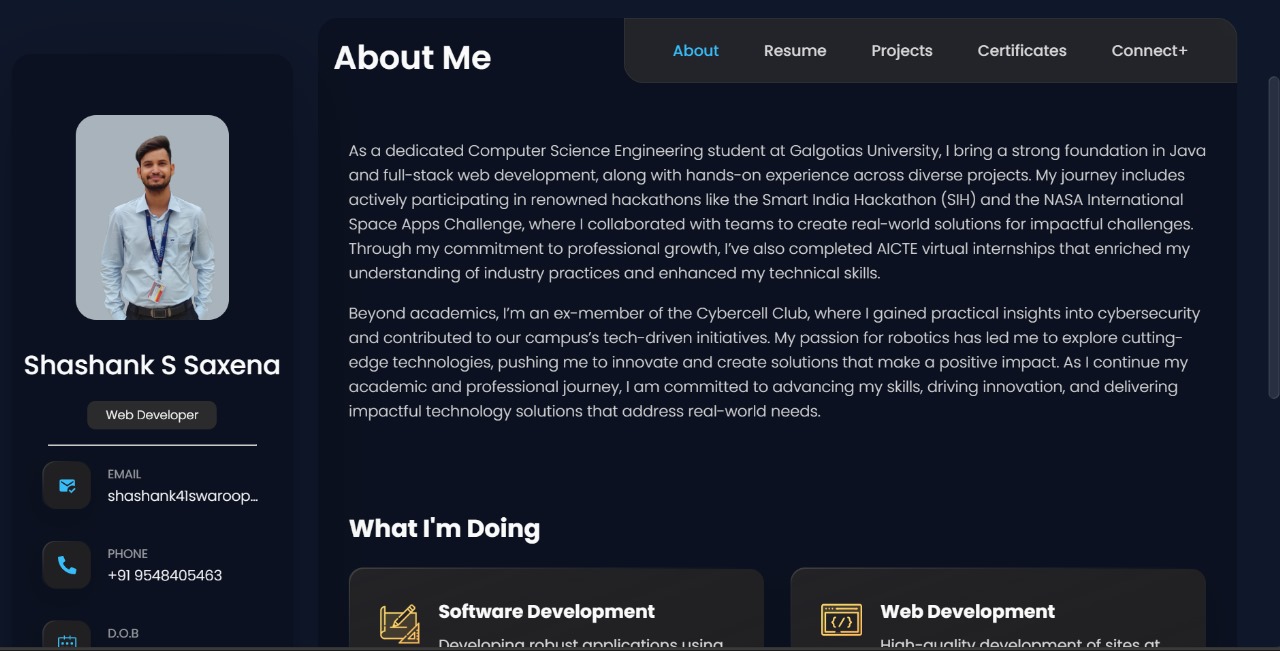 About Me
About
Resume
Projects
Certificates
Connect+
As a dedicated Computer Science Engineering student at Galgotias University, I bring a strong foundation in Java
and full-stack web development, along with hands-on experience across diverse projects. My journey includes
actively participating in renowned hackathons like the Smart India Hackathon (SIH) and the NASA International
Space Apps Challenge, where I collaborated with teams to create real-world solutions for impactful challenges.
Through my commitment to professional growth, I've also completed AICTE virtual internships that enriched my
understanding of industry practices and enhanced my technical skills.
Beyond academics, I'm an ex-member of the Cybercell Club, where I gained practical insights into cybersecurity
and contributed to our campus's tech-driven initiatives. My passion for robotics has led me to explore cutting-
edge technologies, pushing me to innovate and create solutions that make a positive impact. As I continue my
academic and professional journey, I am committed to advancing my skills, driving innovation, and delivering
impactful technology solutions that address real-world needs.
Shashank S Saxena
Web Developer
EMAIL
shashank41swaroop...
PHONE
+91 9548405463
D.O.B
What I'm Doing
Software Development
Developing robust applications using
Web Development
High-quality development of sites at